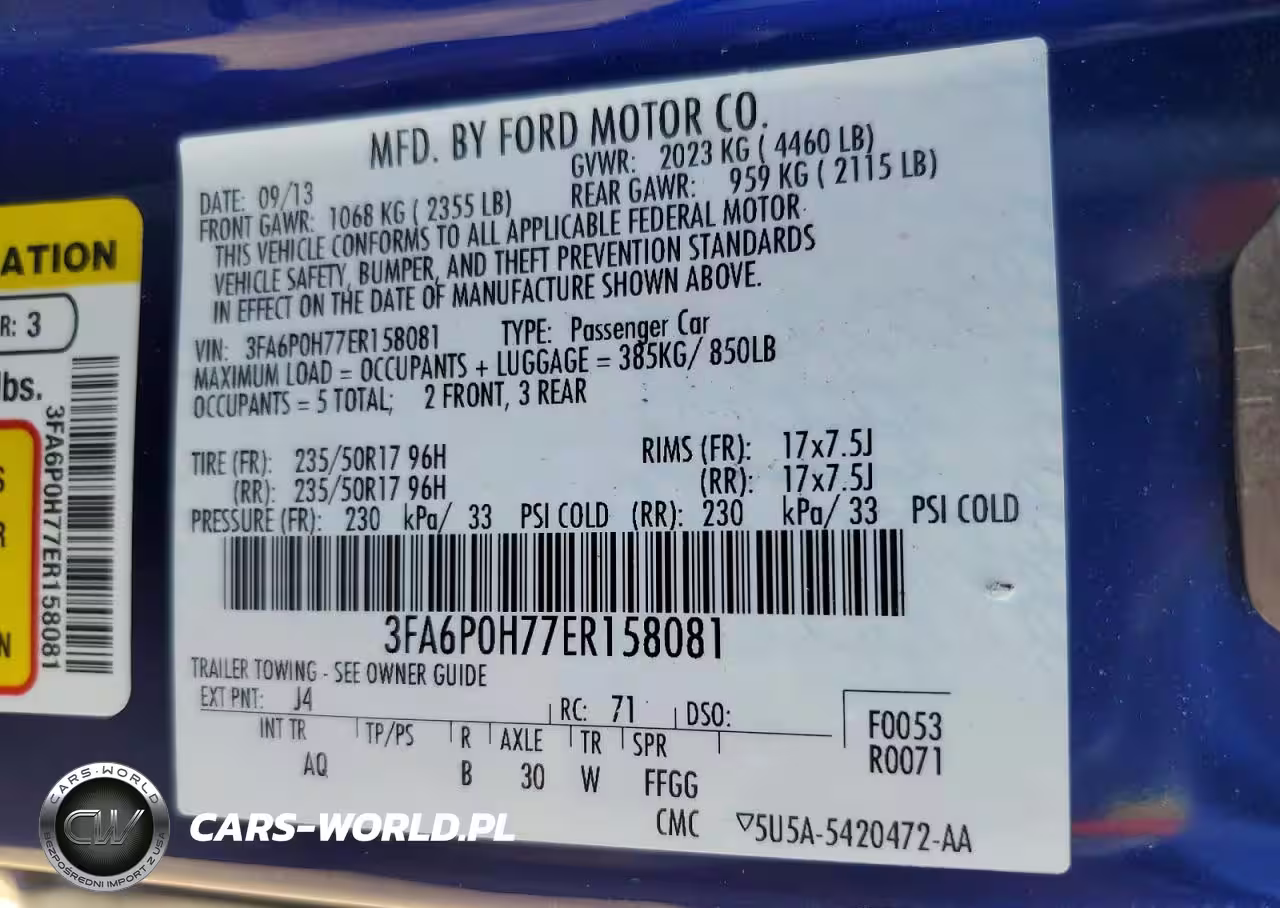 MFD. BY FORD MOTOR CO.
DATE: 09/13 GVWR: 2023 KG ( 4460 LB)
FRONT GAWR: 1068 KG ( 2355 LB) REAR GAWR: 959 KG ( 2115 LB)
THIS VEHICLE CONFORMS TO ALL APPLICABLE FEDERAL MOTOR
VEHICLE SAFETY, BUMPER, AND THEFT PREVENTION STANDARDS
IN EFFECT ON THE DATE OF MANUFACTURE SHOWN ABOVE.
VIN: 3FA6P0H77ER158081 TYPE: Passenger Car
MAXIMUM LOAD = OCCUPANTS + LUGGAGE = 385KG/ 850LB
OCCUPANTS = 5 TOTAL; 2 FRONT, 3 REAR
TIRE (FR): 235/50R17 96H RIMS (FR): 17x7.5J
(RR): 235/50R17 96H (RR): 17x7.5J
PRESSURE (FR): 230 kPa/ 33 PSI COLD (RR): 230 kPa/ 33 PSI COLD
3FA6P0H77ER158081
TRAILER TOWING - SEE OWNER GUIDE
EXT PNT: J4 RC: 71 DSO:
INT TR TP/PS R AXLE TR SPR
AQ B 30 W FFGG
F0053
R0071
CMC ▽5U5A-5420472-AA
ATION
R: 3
lbs.
3FA6P0H77ER158081
S
R
N
CARS-WORLD
CW
BEZPOŚREDNI IMPORT Z USA
CARS-WORLD.PL